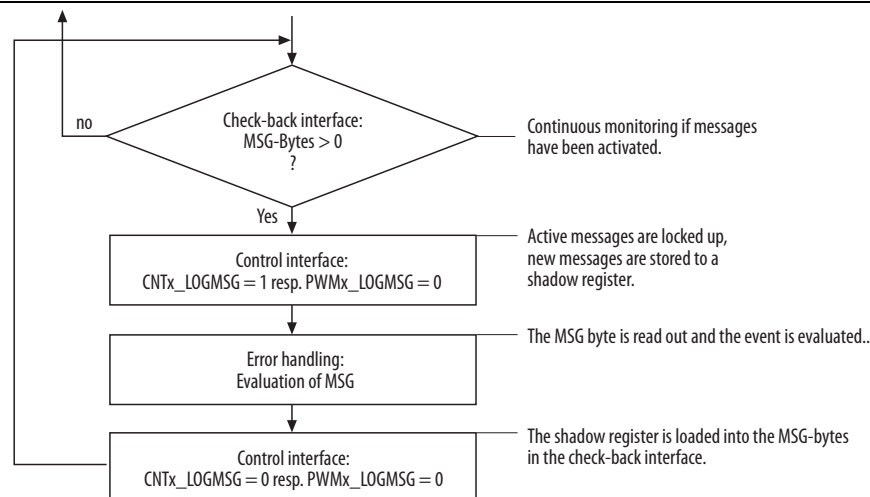 no
Check-back interface:
MSG-Bytes > 0
?
Continuous monitoring if messages
have been activated.
Yes
Control interface:
CNTx_LOGMSG = 1 resp. PWMx_LOGMSG = 0
Active messages are locked up,
new messages are stored to a
shadow register.
Error handling:
Evaluation of MSG
The MSG byte is read out and the event is evaluated..
Control interface:
CNTx_LOGMSG = 0 resp. PWMx_LOGMSG = 0
The shadow register is loaded into the MSG-bytes
in the check-back interface.